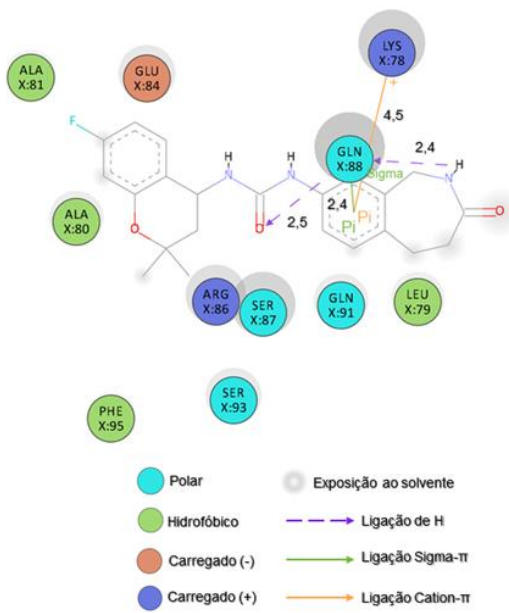 LYS
X:78
ALA
X:81
GLU
X:84
+
4,5
F
GLN
X:88
2,4
H
H
H
Sigma
N
N
N
2,4
Pi
Pi
O
ALA
X:80
O
O
2,5
ARG
X:86
SER
X:87
GLN
X:91
LEU
X:79
SER
X:93
PHE
X:95
Polar
Exposição ao solvente
Hidrofóbico
Ligação de H
Carregado (-)
Ligação Sigma-π
Carregado (+)
Ligação Cation-π